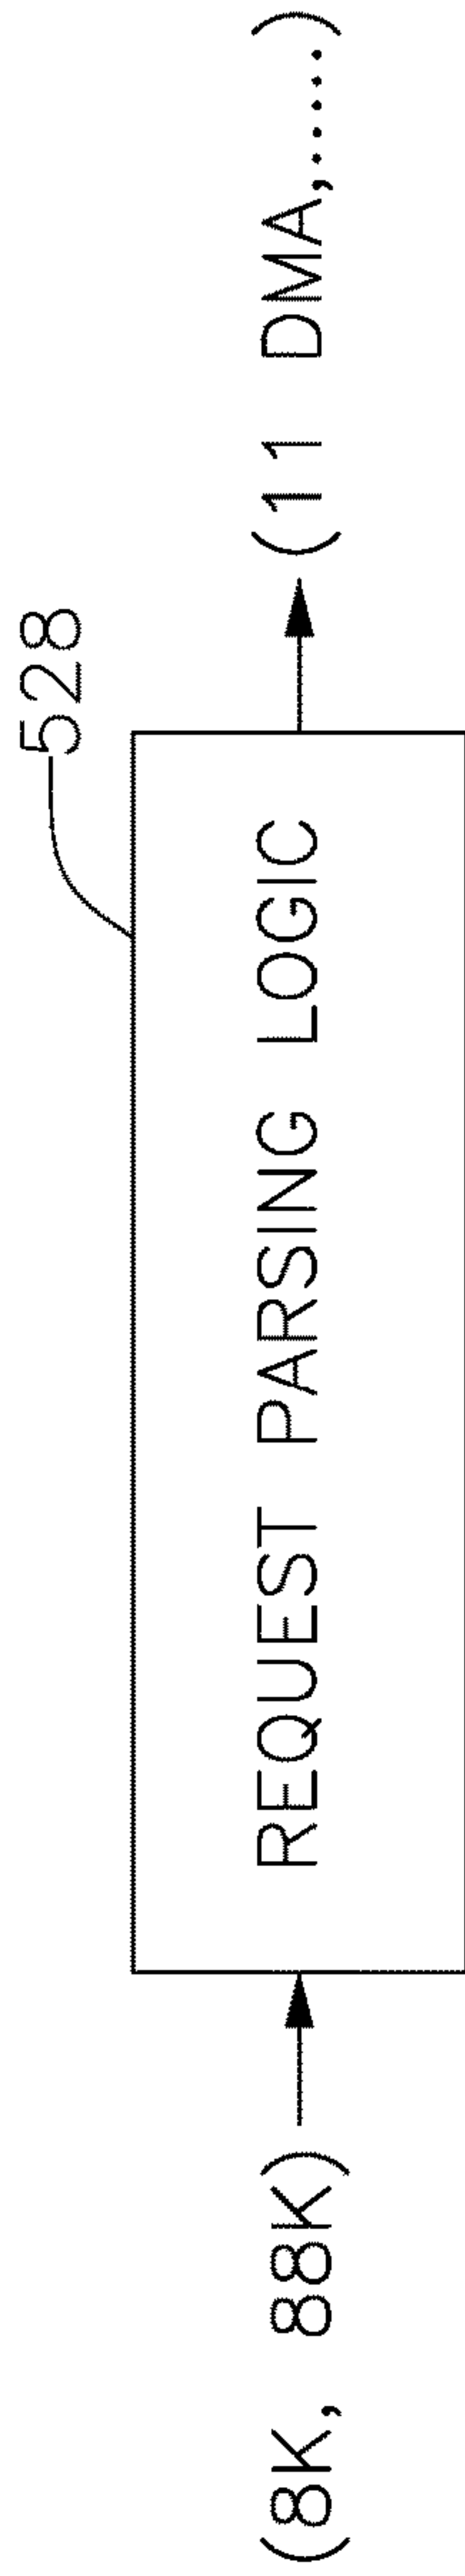 528
(8K, 88K)
REQUEST PARSING LOGIC
(11 DMA,.....)